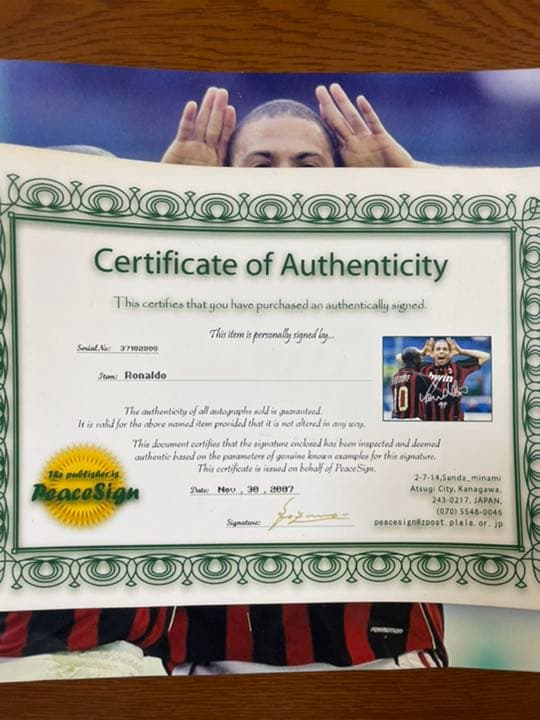 Certificate of Authenticity
This certifies that you have purchased an authentically signed.
This item is personally signed by...
Serial No:
Item: Ronaldo
bwin
10
99
The authenticity of all autographs sold is guaranteed.
It is valid for the above named item provided that it is not altered in any way.
This document certifies that the signature enclosed has been inspected and deemed
authentic based on the parameters of genuine known examples for this signature.
This certificate is issued on behalf of PeaceSign.
The publisher is
PeaceSign
Date: Nov , 30 , 2007
Signature:
2-7-14,Sanda_minami
Atsugi City, Kanagawa,
243-0217, JAPAN,
(070) 5548-0046
peacesign@zpost.plala.or.jp
FORMOTION